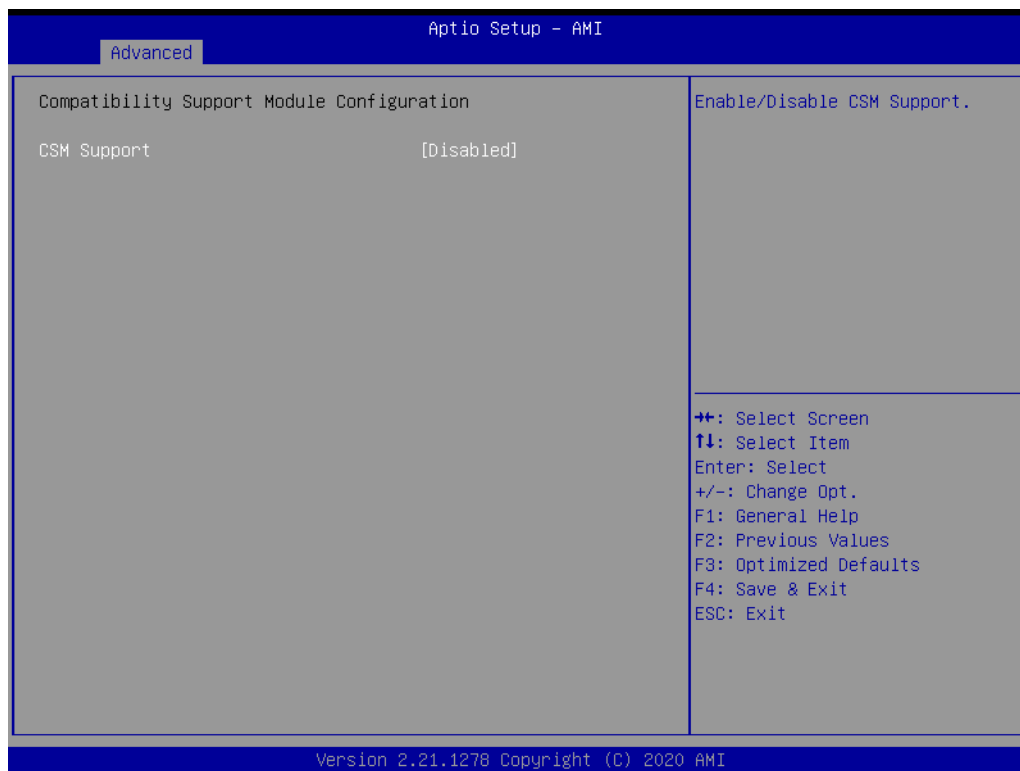 Aptio Setup – AMI
Advanced
Compatibility Support Module Configuration
CSM Support [Disabled]
Enable/Disable CSM Support.
→←: Select Screen
↑↓: Select Item
Enter: Select
+/-: Change Opt.
F1: General Help
F2: Previous Values
F3: Optimized Defaults
F4: Save & Exit
ESC: Exit
Version 2.21.1278 Copyright (C) 2020 AMI